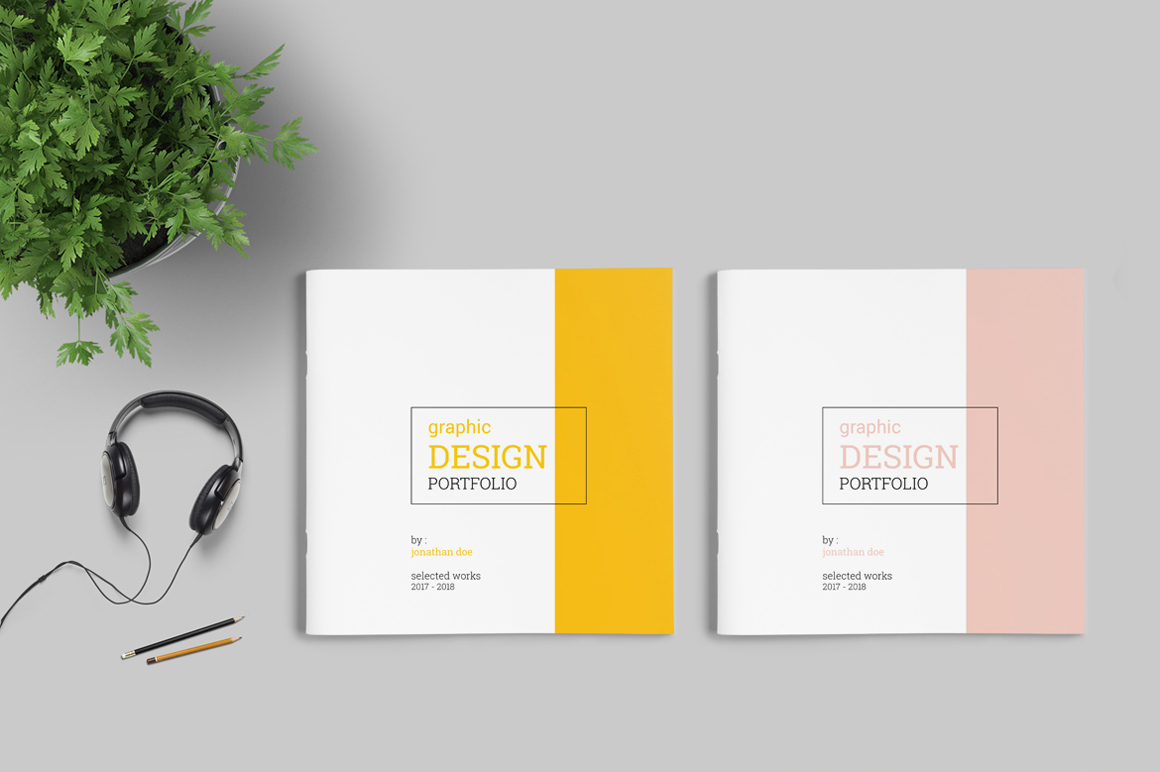 graphic
DESIGN
PORTFOLIO
by :
jonathan doe
selected works
2017 - 2018
graphic
DESIGN
PORTFOLIO
by :
jonathan doe
selected works
2017 - 2018